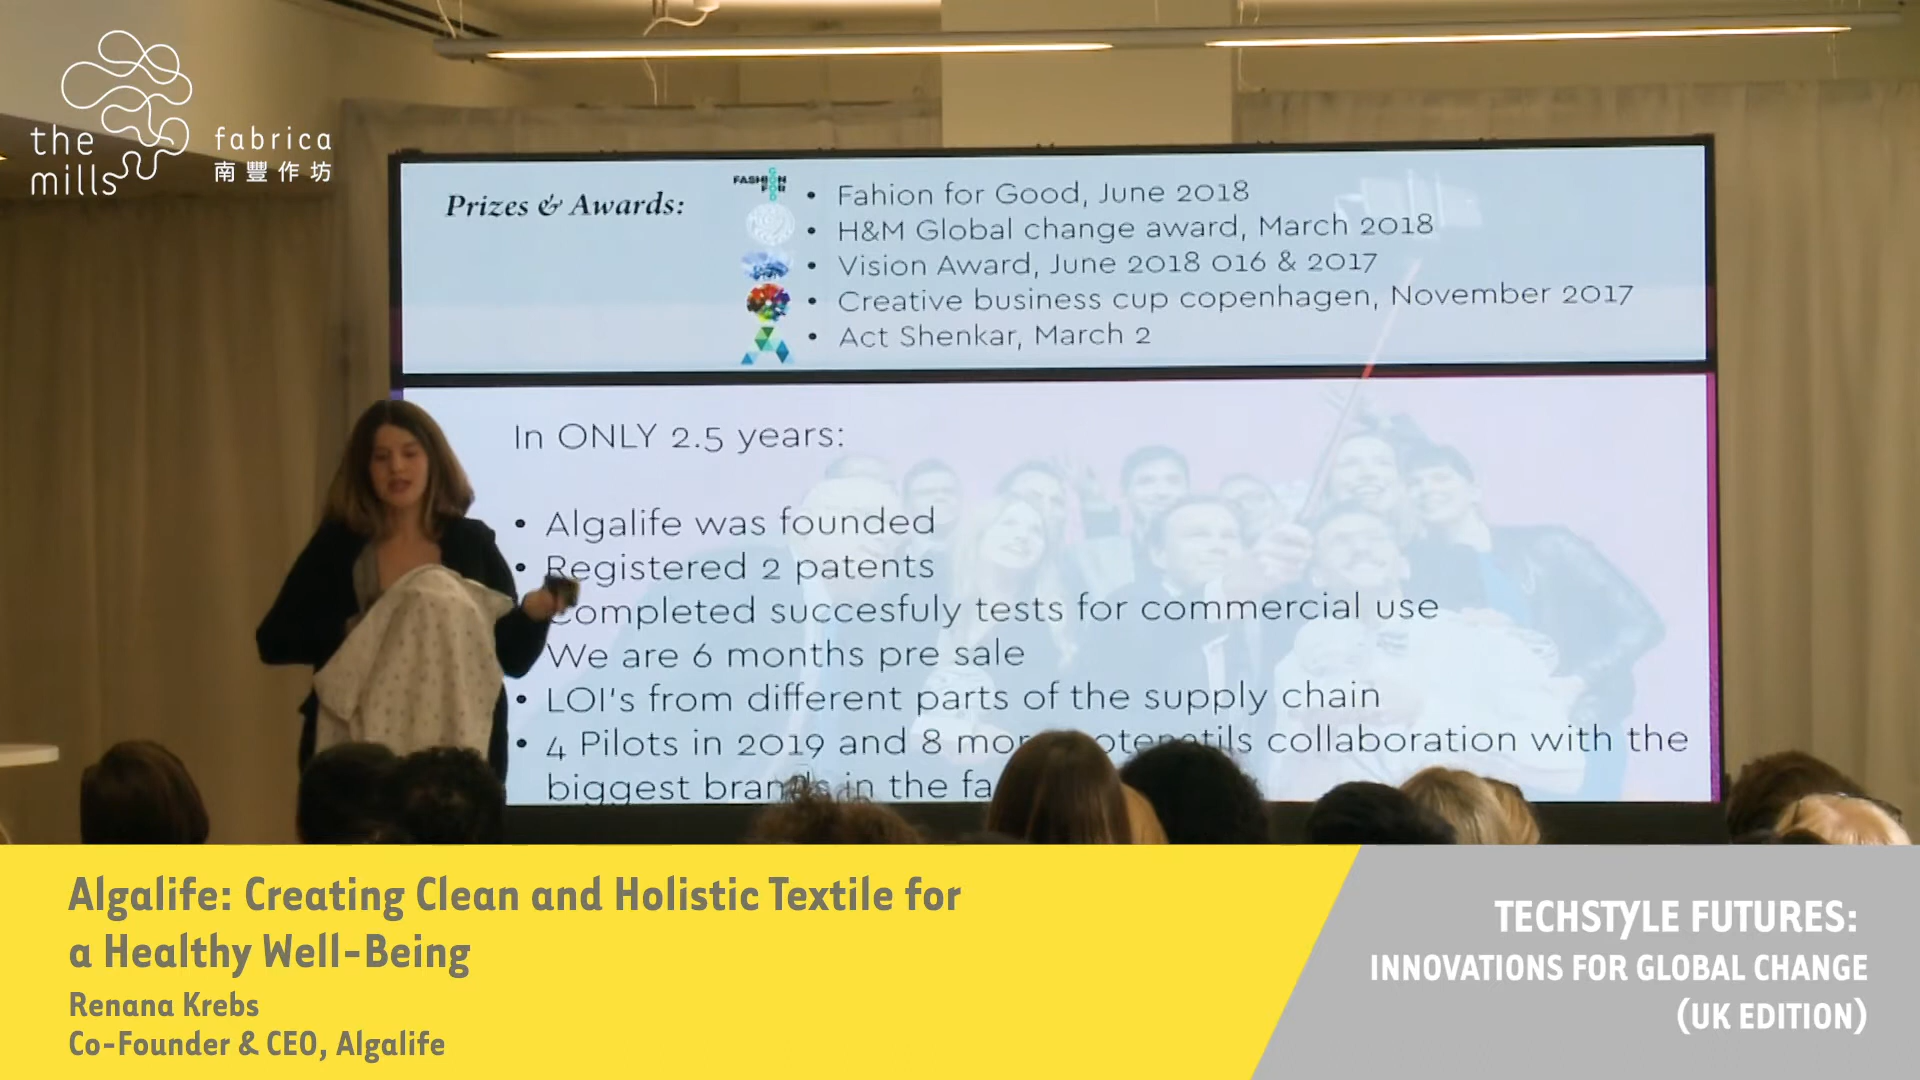 the
mills
fabrica
南豐作坊
Prizes & Awards:
FASHION
FOR
GOOD
• Fahion for Good, June 2018
• H&M Global change award, March 2018
• Vision Award, June 2018 016 & 2017
• Creative business cup copenhagen, November 2017
• Act Shenkar, March 2
In ONLY 2.5 years:
• Algalife was founded
• Registered 2 patents
Completed succesfuly tests for commercial use
We are 6 months pre sale
• LOI's from different parts of the supply chain
• 4 Pilots in 2019 and 8 collaboration with the
biggest in the
Algalife: Creating Clean and Holistic Textile for
a Healthy Well-Being
Renana Krebs
Co-Founder & CEO, Algalife
TECHSTYLE FUTURES:
INNOVATIONS FOR GLOBAL CHANGE
(UK EDITION)